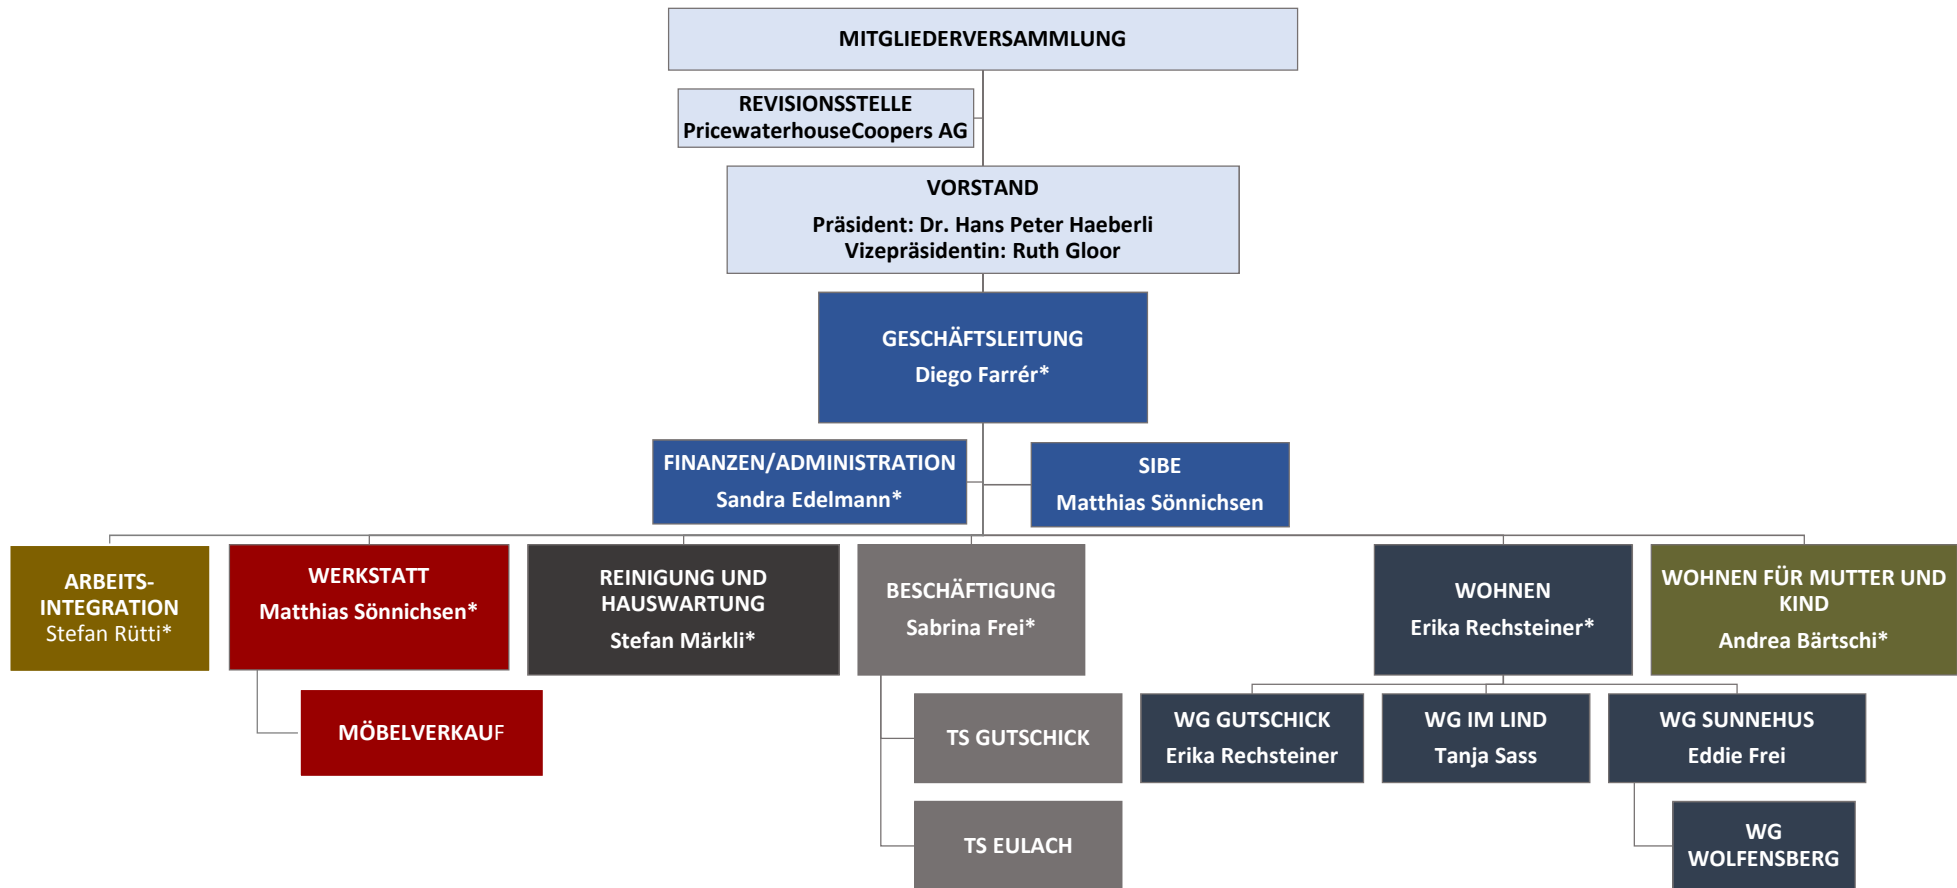 MITGLIEDERVERSAMMLUNG
REVISIONSSTELLE
PricewaterhouseCoopers AG
VORSTAND
Präsident: Dr. Hans Peter Haeberli
Vizepräsidentin: Ruth Gloor
GESCHÄFTSLEITUNG
Diego Farrér*
FINANZEN/ADMINISTRATION
Sandra Edelmann*
SIBE
Matthias Sönnichsen
ARBEITS-
INTEGRATION
Stefan Rütti*
WERKSTATT
Matthias Sönnichsen*
REINIGUNG UND
HAUSWARTUNG
Stefan Märkli*
BESCHÄFTIGUNG
Sabrina Frei*
WOHNEN
Erika Rechsteiner*
WOHNEN FÜR MUTTER UND
KIND
Andrea Bärtschi*
MÖBELVERKAUF
TS GUTSCHICK
TS EULACH
WG GUTSCHICK
Erika Rechsteiner
WG IM LIND
Tanja Sass
WG SUNNEHUS
Eddie Frei
WG
WOLFENSBERG